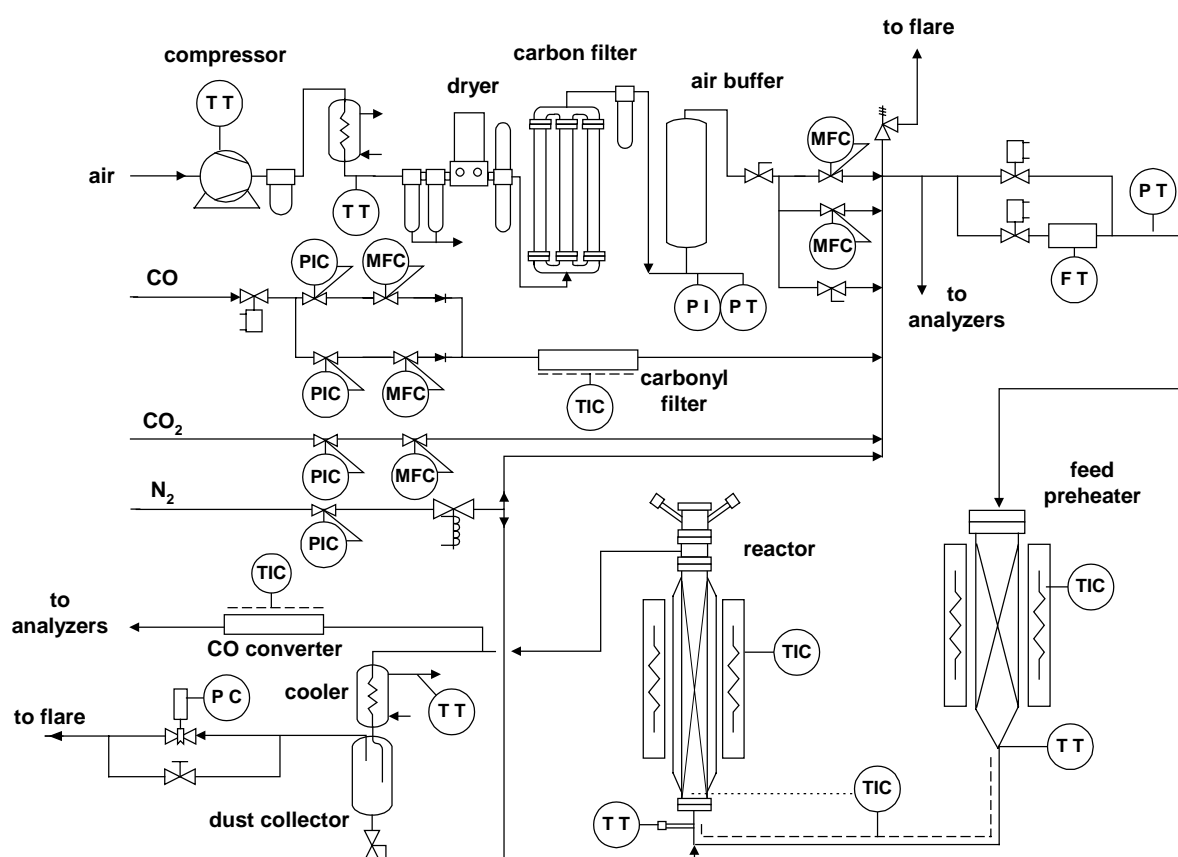 to flare
carbon filter
compressor
air buffer
dryer
T T
MFC
air
P T
T T
MFC
PIC
MFC
CO
F T
P I
P T
to
analyzers
carbonyl
filter
PIC
MFC
TIC
CO2
PIC
MFC
feed
preheater
N2
PIC
reactor
TIC
TIC
to
analyzers
CO converter
TIC
cooler
P C
T T
to flare
T T
TIC
dust collector
T T